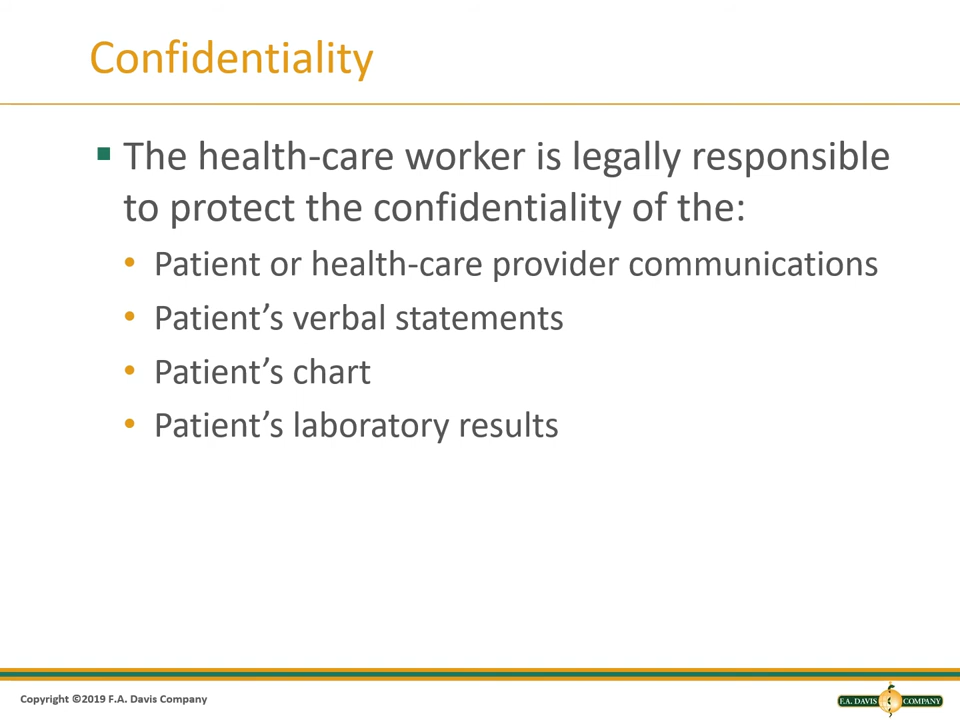 Confidentiality
▪ The health-care worker is legally responsible
to protect the confidentiality of the:
• Patient or health-care provider communications
• Patient’s verbal statements
• Patient’s chart
• Patient’s laboratory results
Copyright ©2019 F.A. Davis Company
F.A. DAVIS COMPANY